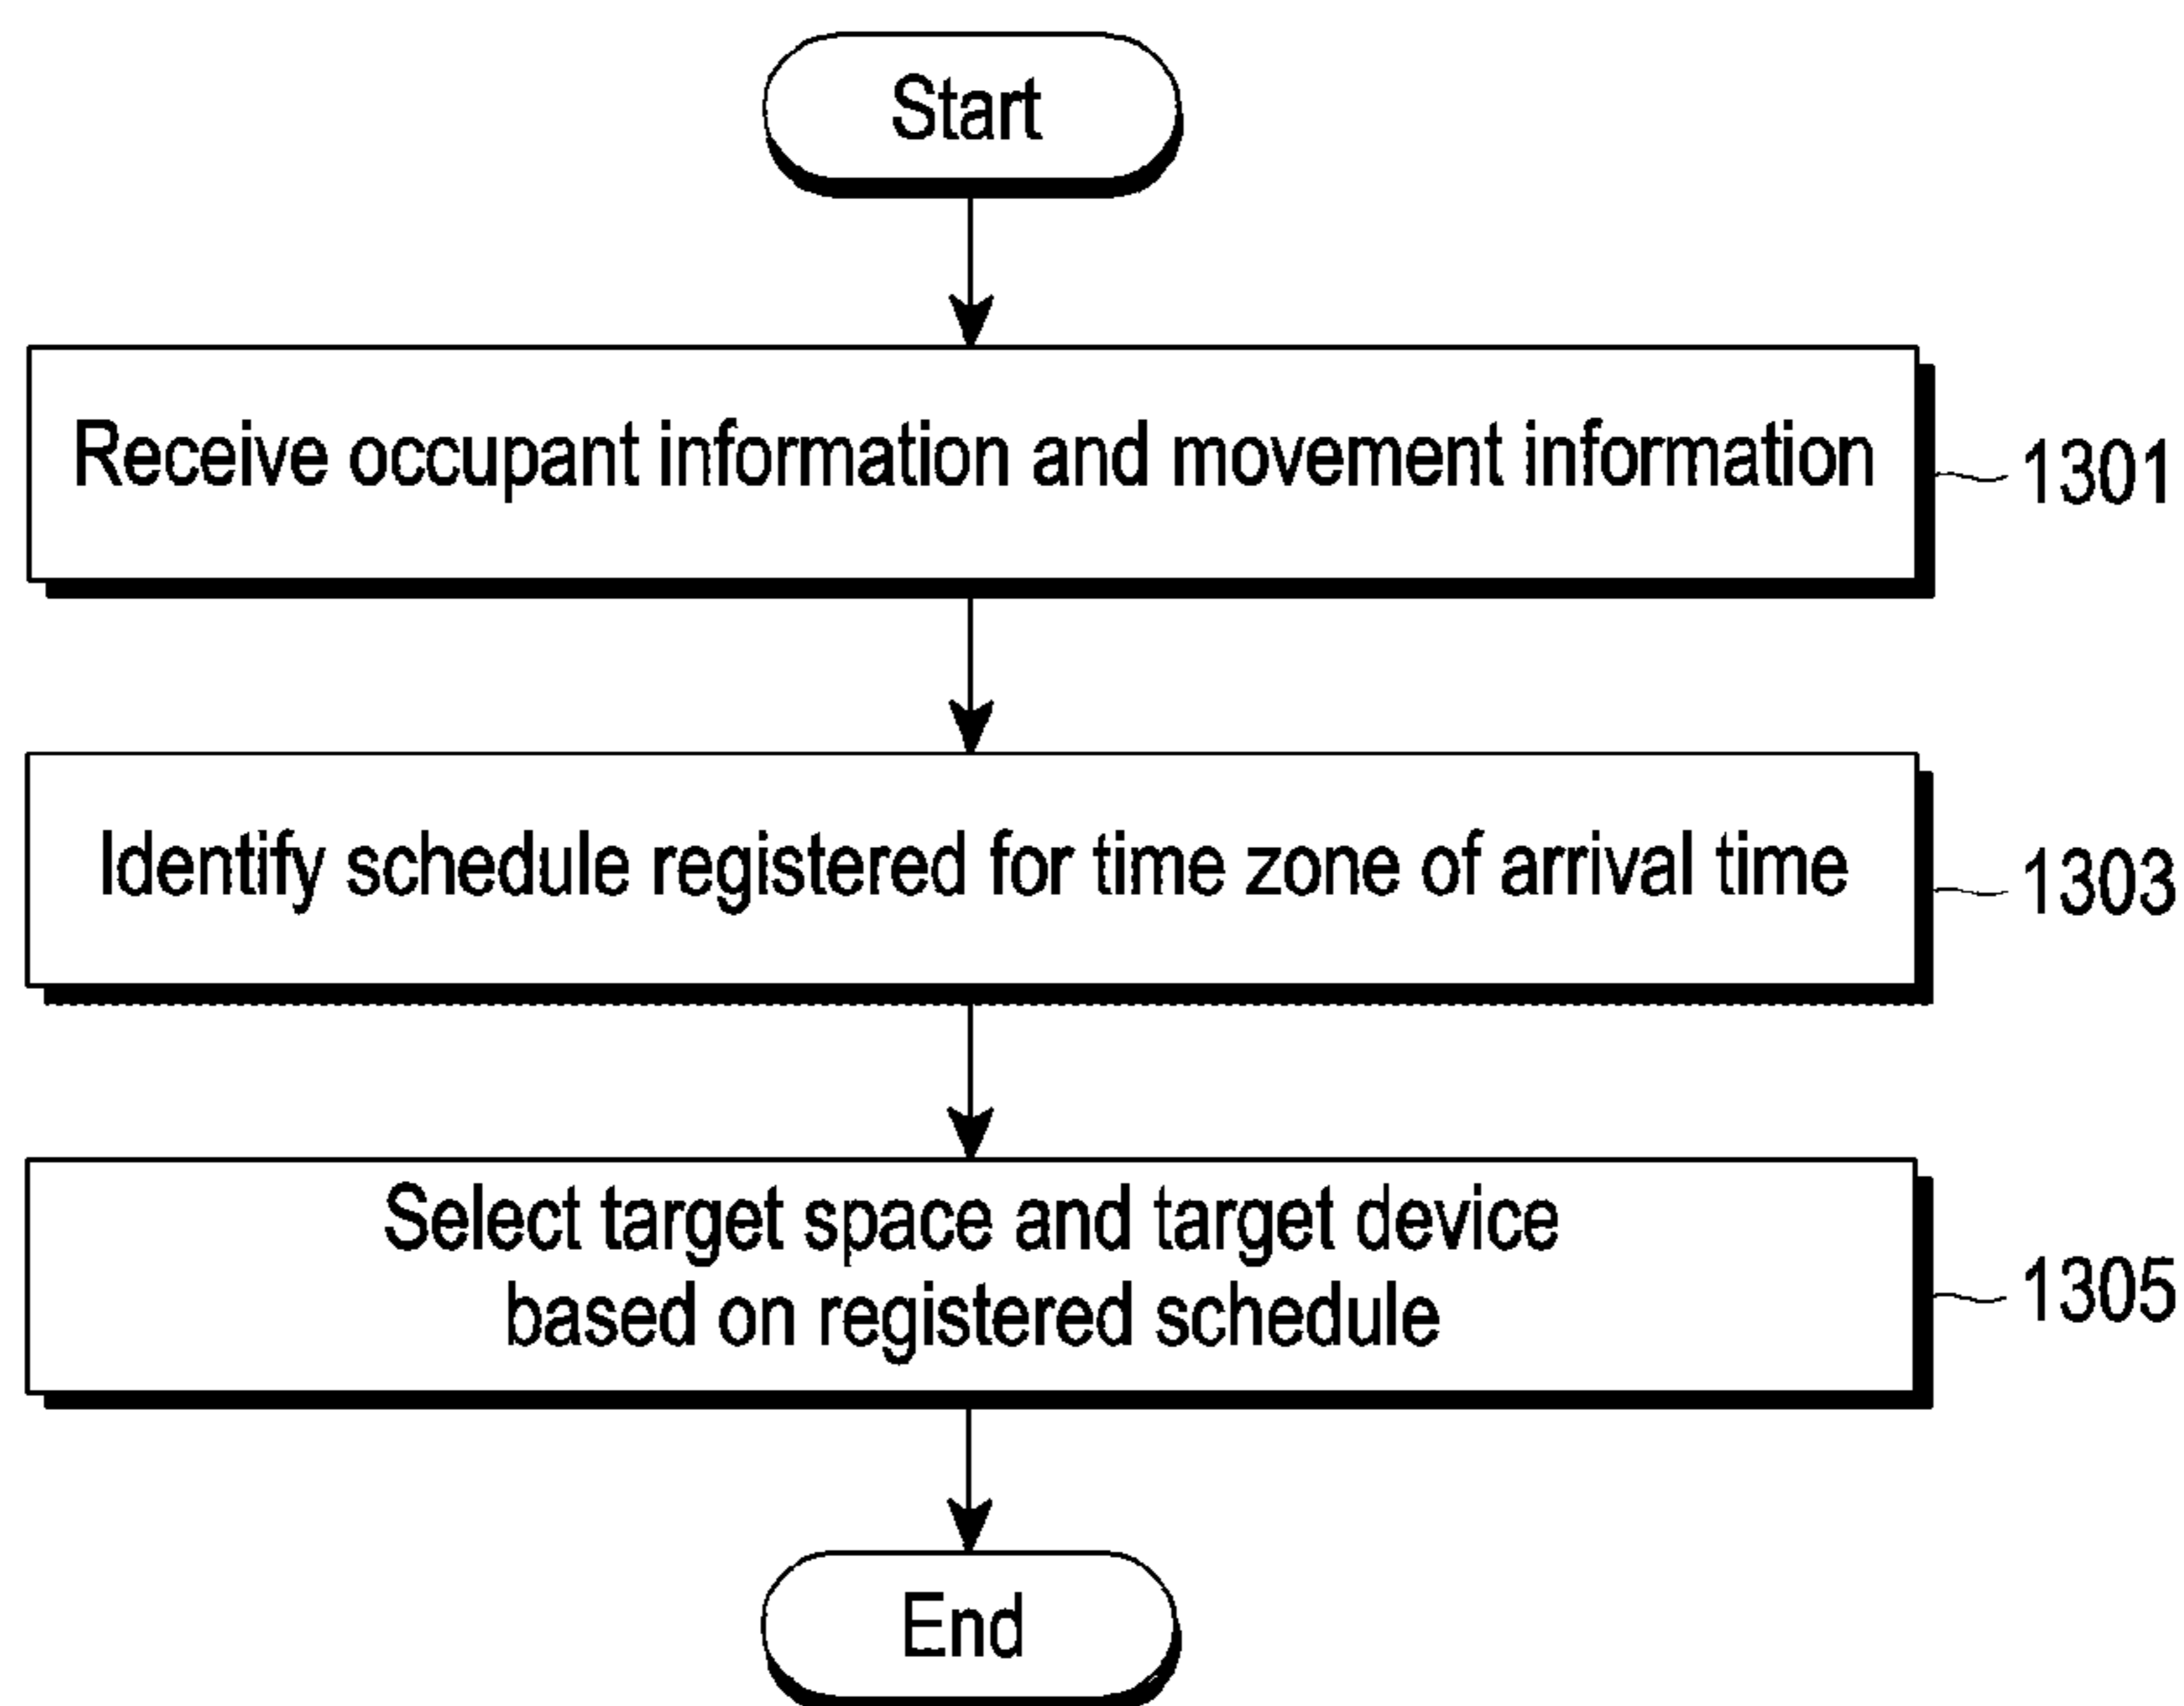 Start
Receive occupant information and movement information
1301
Identify schedule registered for time zone of arrival time
1303
Select target space and target device
based on registered schedule
1305
End